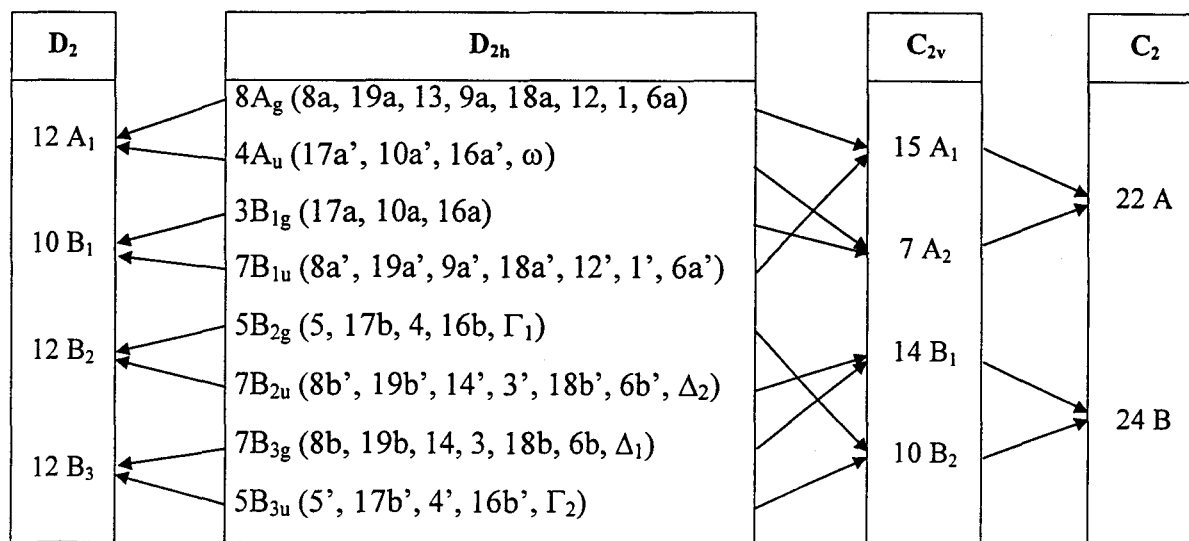 D₂ D₂ₕ C₂ᵥ C₂
8A_g (8a, 19a, 13, 9a, 18a, 12, 1, 6a)
12 A₁ 15 A₁
4A_u (17a’, 10a’, 16a’, ω)
22 A
3B₁g (17a, 10a, 16a)
10 B₁ 7 A₂
7B₁u (8a’, 19a’, 9a’, 18a’, 12’, 1’, 6a’)
5B₂g (5, 17b, 4, 16b, Γ₁)
12 B₂ 14 B₁
7B₂u (8b’, 19b’, 14’, 3’, 18b’, 6b’, Δ₂)
24 B
7B₃g (8b, 19b, 14, 3, 18b, 6b, Δ₁)
12 B₃ 10 B₂
5B₃u (5’, 17b’, 4’, 16b’, Γ₂)